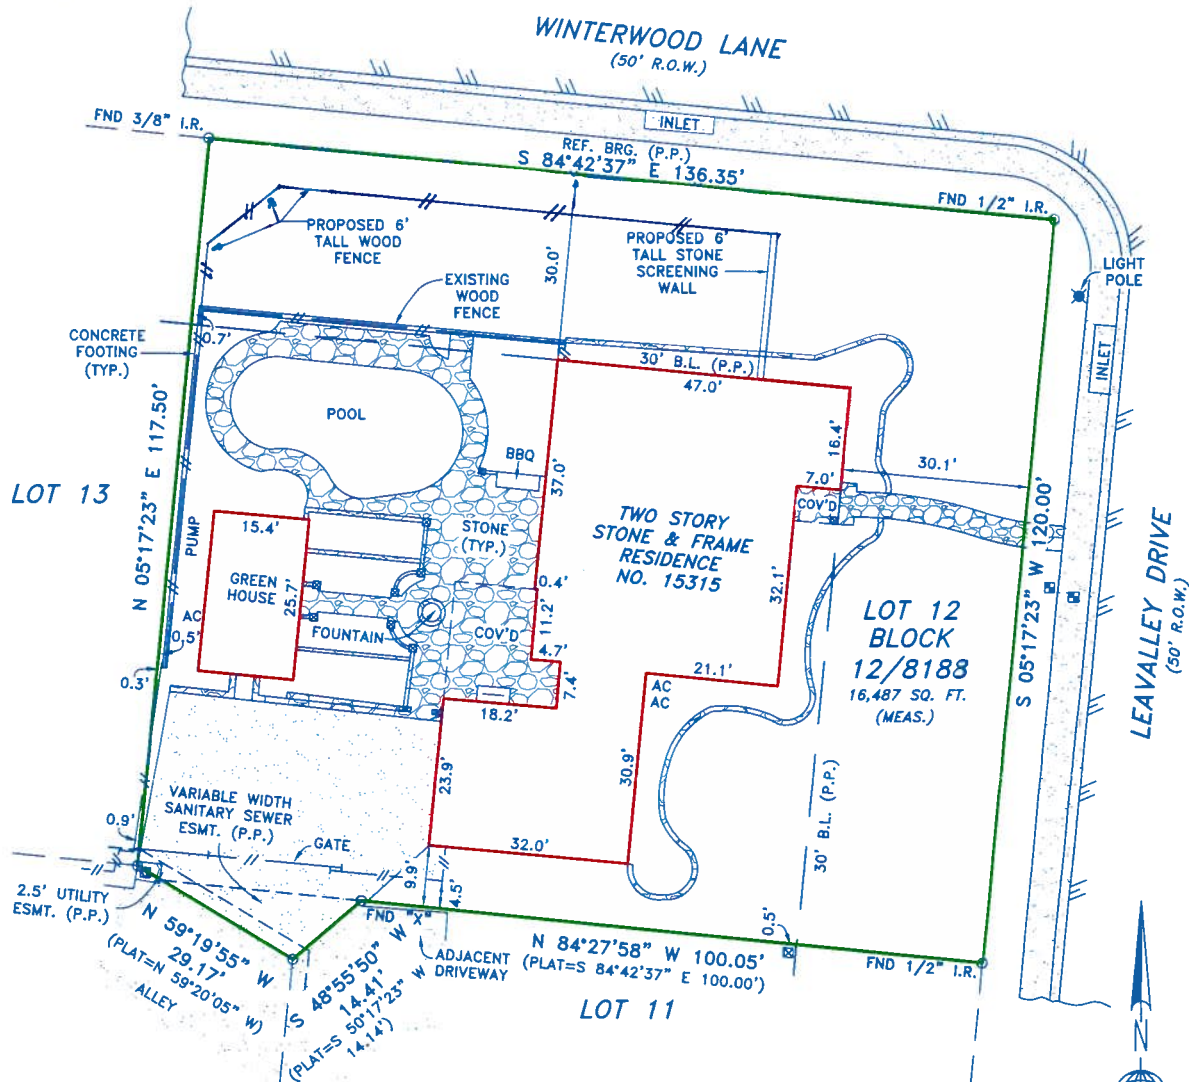 WINTERWOOD LANE
(50' R.O.W.)
FND 3/8" I.R.
INLET
REF. BRG. (P.P.)
S 84°42'37" E 136.35'
FND 1/2" I.R.
PROPOSED 6'
TALL WOOD
FENCE
30.0'
PROPOSED 6'
TALL STONE
SCREENING
WALL
LIGHT
POLE
EXISTING
WOOD
FENCE
CONCRETE
FOOTING
(TYP.)
0.7'
30' B.L. (P.P.)
47.0'
INLET
N 05°17'23" E 117.50'
POOL
BBQ
37.0'
16.4'
30.1'
7.0'
COV'D
LOT 13
PUMP
15.4'
STONE
(TYP.)
TWO STORY
STONE & FRAME
RESIDENCE
NO. 15315
S 05°17'23" W 120.00'
LEAVALLEY DRIVE
(50' R.O.W.)
GREEN
HOUSE
25.7'
0.4'
11.2'
32.1'
AC
0.5'
FOUNTAIN
COV'D
4.7'
7.4'
LOT 12
BLOCK
12/8188
16,487 SQ. FT.
(MEAS.)
0.3'
21.1'
AC
AC
18.2'
23.9'
30.9'
30' B.L. (P.P.)
VARIABLE WIDTH
SANITARY SEWER
ESMT. (P.P.)
0.9'
GATE
32.0'
9.9'
4.5'
2.5' UTILITY
ESMT. (P.P.)
FND "X"
0.5'
N 59°19'55" W
29.17'
(PLAT=N 59°20'05" W)
ALLEY
S 48°55'50" W
14.41'
(PLAT=S 50°17'23" W
14.14')
ADJACENT
DRIVEWAY
N 84°27'58" W 100.05'
(PLAT=S 84°42'37" E 100.00')
FND 1/2" I.R.
LOT 11
N